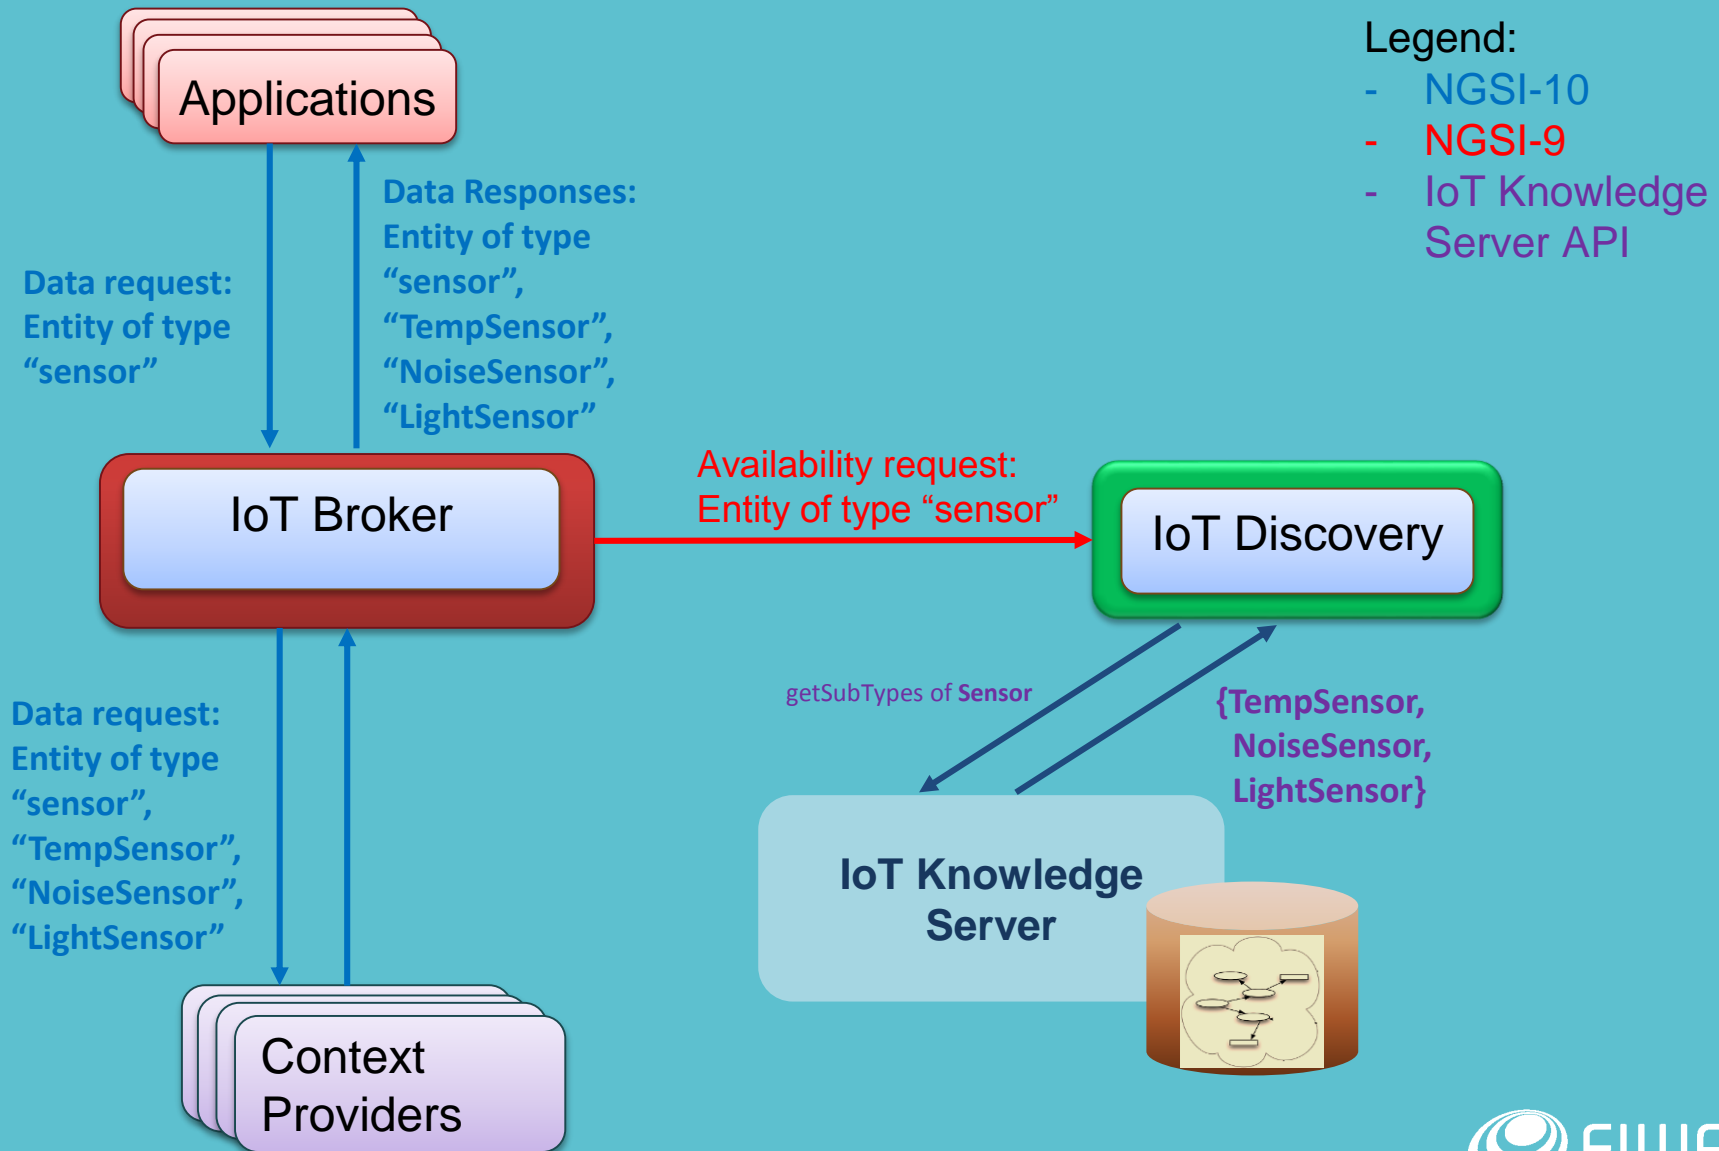 Applications
Legend:
- NGSI-10
- NGSI-9
- IoT Knowledge
Server API
Data Responses:
Entity of type
“sensor”,
“TempSensor”,
“NoiseSensor”,
“LightSensor”
Data request:
Entity of type
“sensor”
IoT Broker
Availability request:
Entity of type “sensor”
IoT Discovery
getSubTypes of Sensor
{TempSensor,
NoiseSensor,
LightSensor}
Data request:
Entity of type
“sensor”,
“TempSensor”,
“NoiseSensor”,
“LightSensor”
IoT Knowledge
Server
Context
Providers